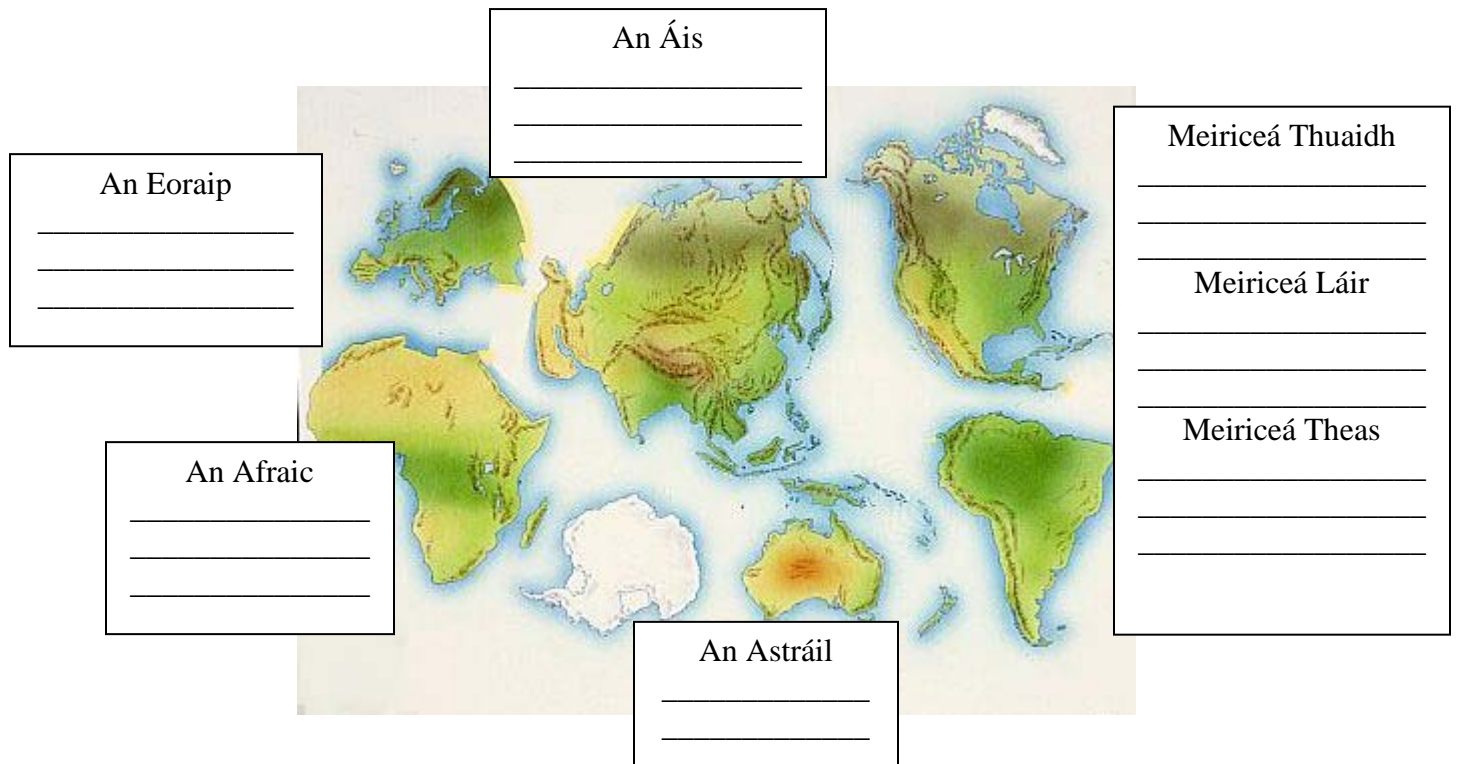 An Áis
Meiriceá Thuaidh
An Eoraip
Meiriceá Láir
Meiriceá Theas
An Afraic
An Astráil